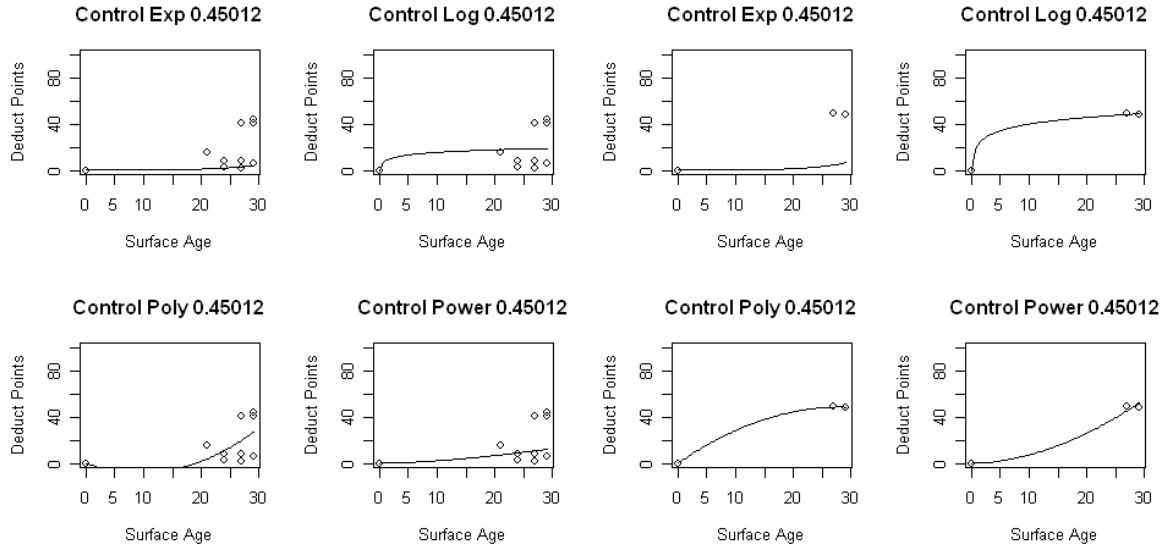 Control Exp 0.45012 Control Log 0.45012 Control Exp 0.45012 Control Log 0.45012
Deduct Points Deduct Points Deduct Points Deduct Points
80 80 80 80
40 40 40 40
0 0 0 0
0 5 10 20 30 0 5 10 20 30 0 5 10 20 30 0 5 10 20 30
Surface Age Surface Age Surface Age Surface Age
Control Poly 0.45012 Control Power 0.45012 Control Poly 0.45012 Control Power 0.45012
Deduct Points Deduct Points Deduct Points Deduct Points
80 80 80 80
40 40 40 40
0 0 0 0
0 5 10 20 30 0 5 10 20 30 0 5 10 20 30 0 5 10 20 30
Surface Age Surface Age Surface Age Surface Age